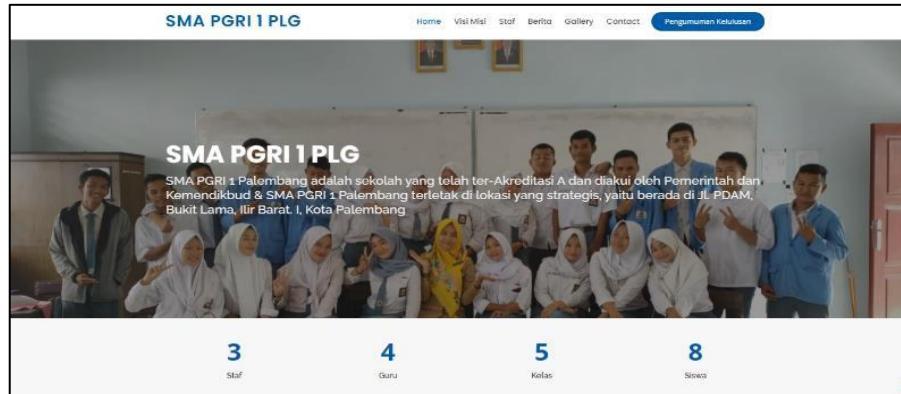 SMA PGRI 1 PLG
Home Visi Misi Staf Berita Gallery Contact Pengumuman Kelulusan
SMA PGRI 1 PLG
SMA PGRI 1 Palembang adalah sekolah yang telah ter-Akreditasi A dan diakui oleh Pemerintah dan
Kemendikbud & SMA PGRI 1 Palembang terletak di lokasi yang strategis, yaitu berada di Jl. PDAM,
Bukit Lama, Ilir Barat. I, Kota Palembang
3 4 5 8
Staf Guru Kelas Siswa